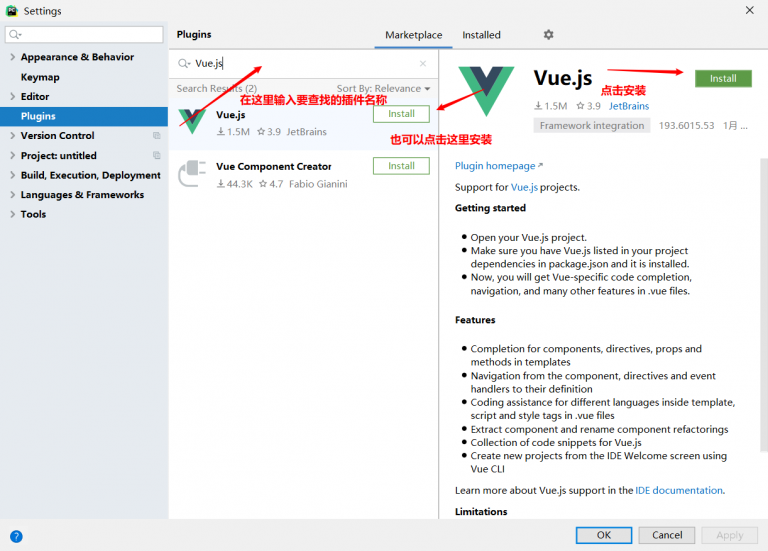 PC Settings
Appearance & Behavior
Keymap
Editor
Plugins
Version Control
Project: untitled
Build, Execution, Deployment
Languages & Frameworks
Tools
Plugins
Marketplace
Installed
Vue.js
在这里输入要查找的插件名称
Search Results (2)
Sort By: Relevance
Vue.js
Install
1.5M 3.9 JetBrains
也可以点击这里安装
Vue Component Creator
Install
44.3K 4.7 Fabio Gianini
Vue.js
Install
点击安装
1.5M 3.9 JetBrains
Framework integration 193.6015.53 1月 ...
Plugin homepage
Support for Vue.js projects.
Getting started
Open your Vue.js project.
Make sure you have Vue.js listed in your project
dependencies in package.json and it is installed.
Now, you will get Vue-specific code completion,
navigation, and many other features in .vue files.
Features
Completion for components, directives, props and
methods in templates
Navigation from the component, directives and event
handlers to their definition
Coding assistance for different languages inside template,
script and style tags in .vue files
Extract component and rename component refactorings
Collection of code snippets for Vue.js
Create new projects from the IDE Welcome screen using
Vue CLI
Learn more about Vue.js support in the IDE documentation.
Limitations
?
OK
Cancel
Apply